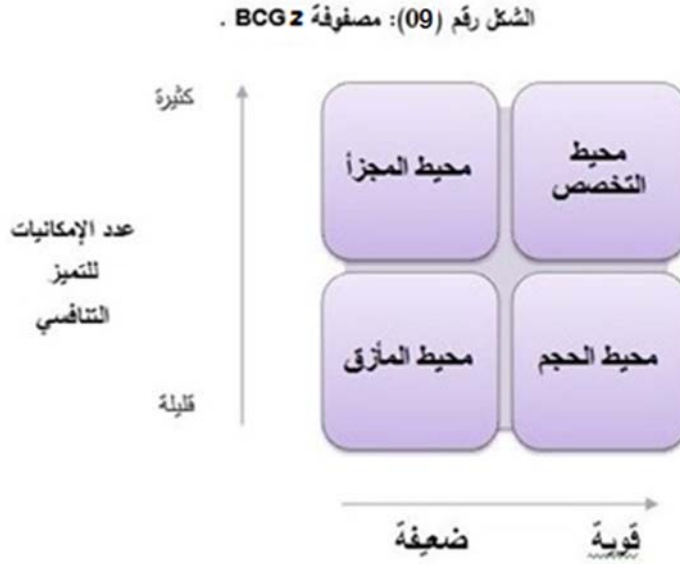 الشكل رقم (09): مصفوفة BCG 2 .
كثيرة
محيط المجزأ
محيط
التخصص
عدد الإمكانيات
للتميز
التنافسي
محيط المأزق
محيط الحجم
قليلة
ضعيفة
قوية